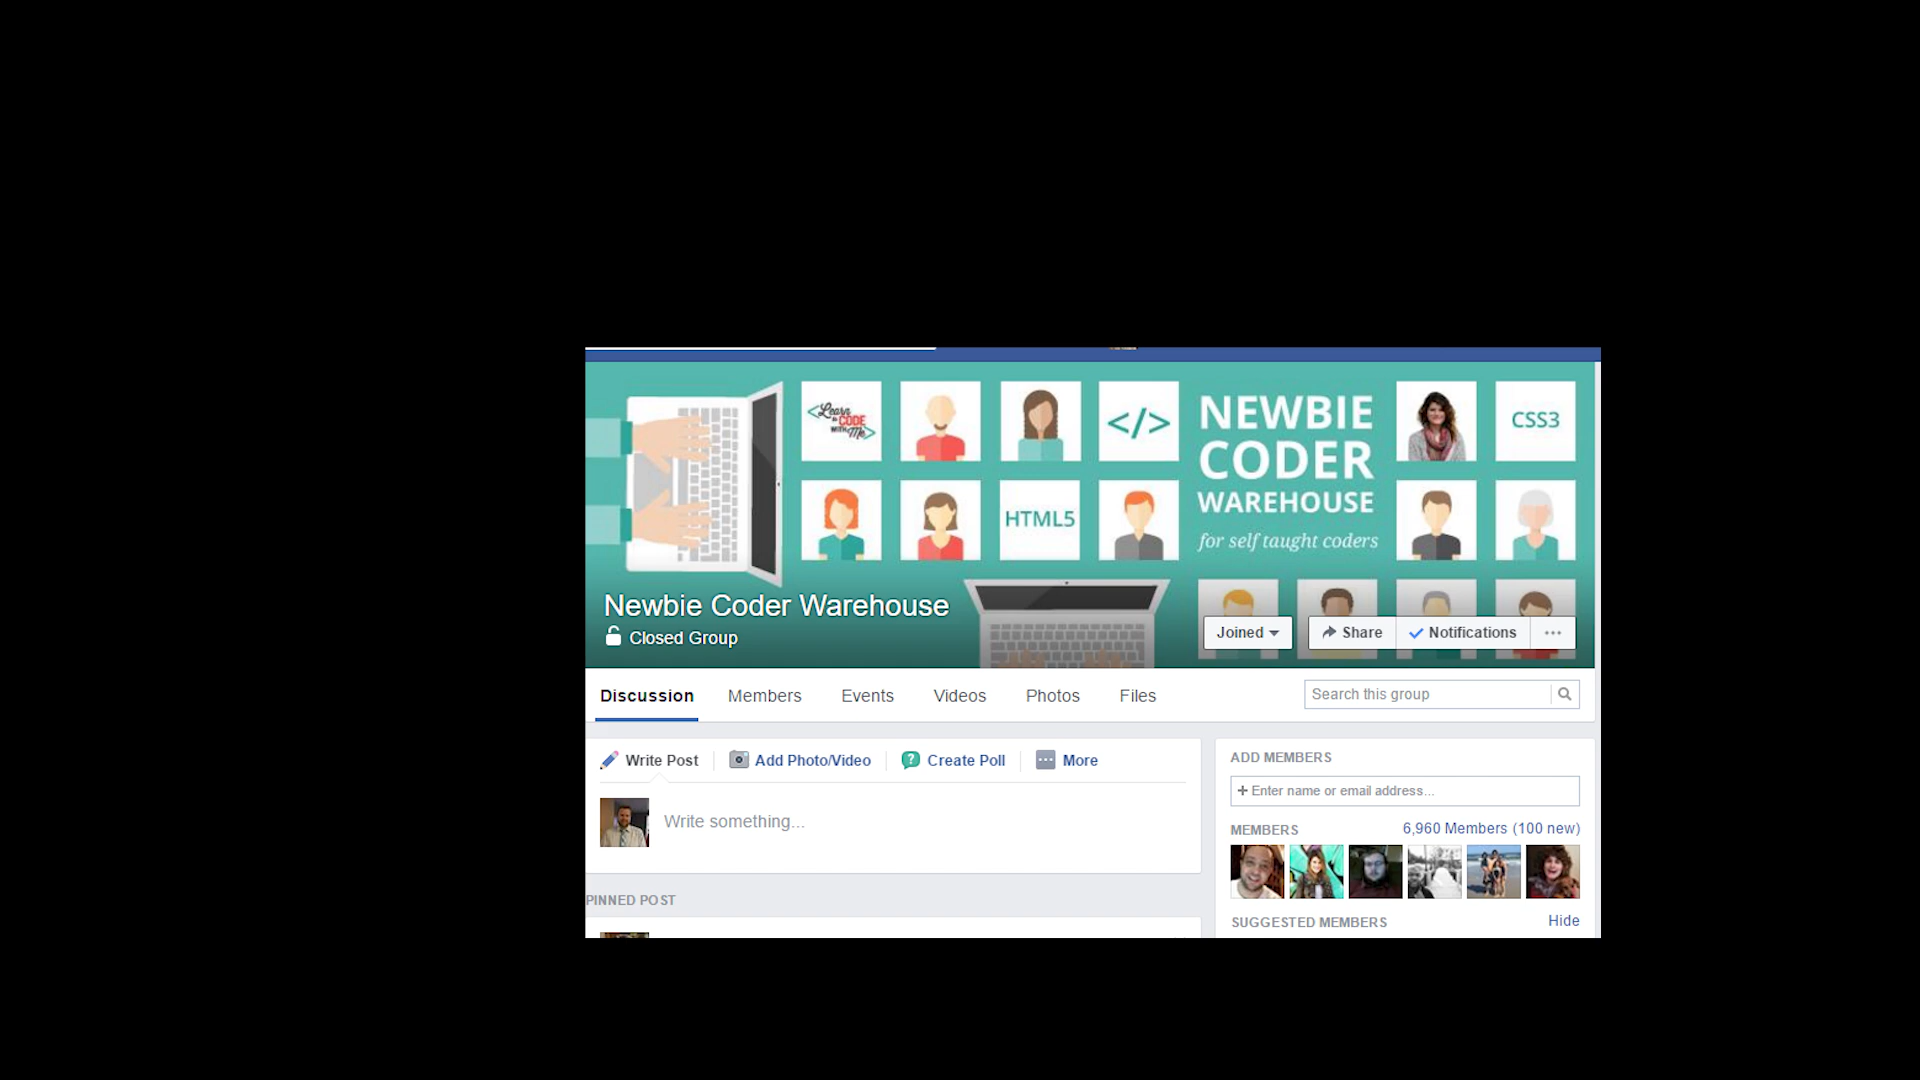 <Learn
to CODE
WITH Me>
</>
NEWBIE
CODER
WAREHOUSE
for self taught coders
CSS3
HTML5
Newbie Coder Warehouse
Closed Group
Joined
Share
Notifications
Discussion
Members
Events
Videos
Photos
Files
Search this group
Write Post
Add Photo/Video
Create Poll
More
Write something...
PINNED POST
ADD MEMBERS
+ Enter name or email address...
MEMBERS
6,960 Members (100 new)
SUGGESTED MEMBERS
Hide